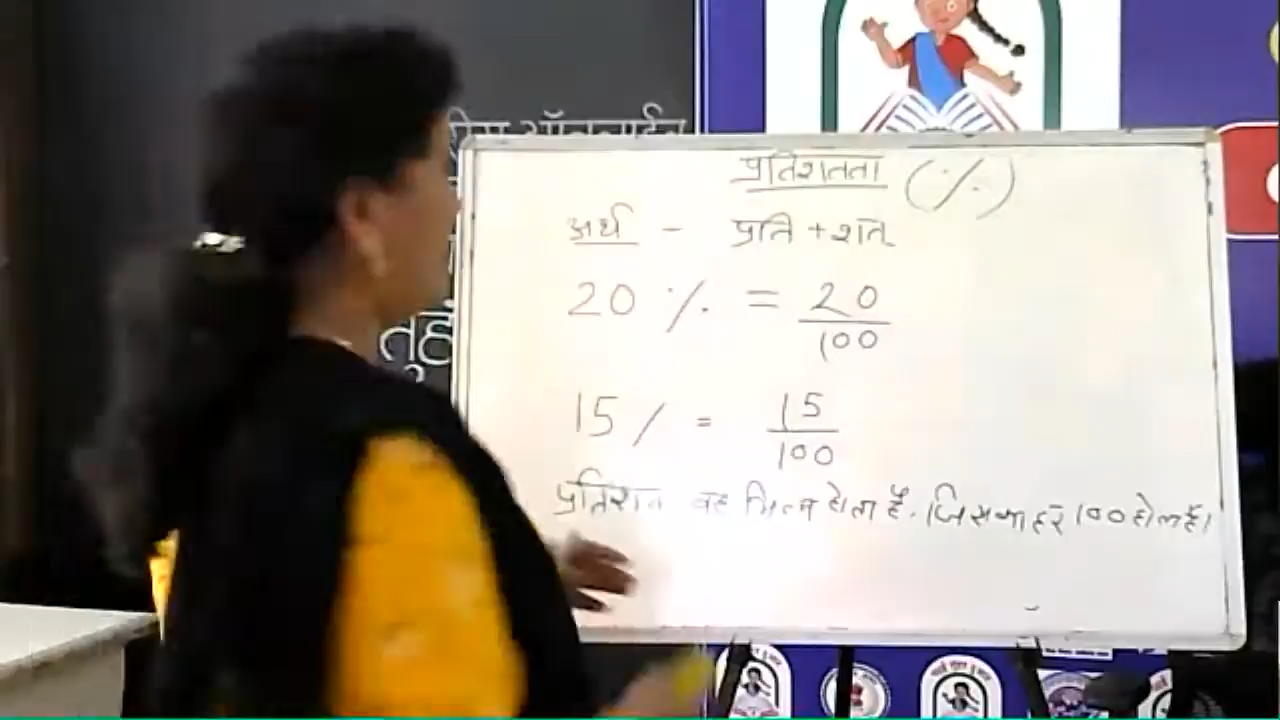 प्रतिशतता (%)
अर्थ - प्रति + शत
20 % = 20/100
15 / = 15/100
प्रतिशत वह भिन्न होता है, जिसका हर 100 होता है।